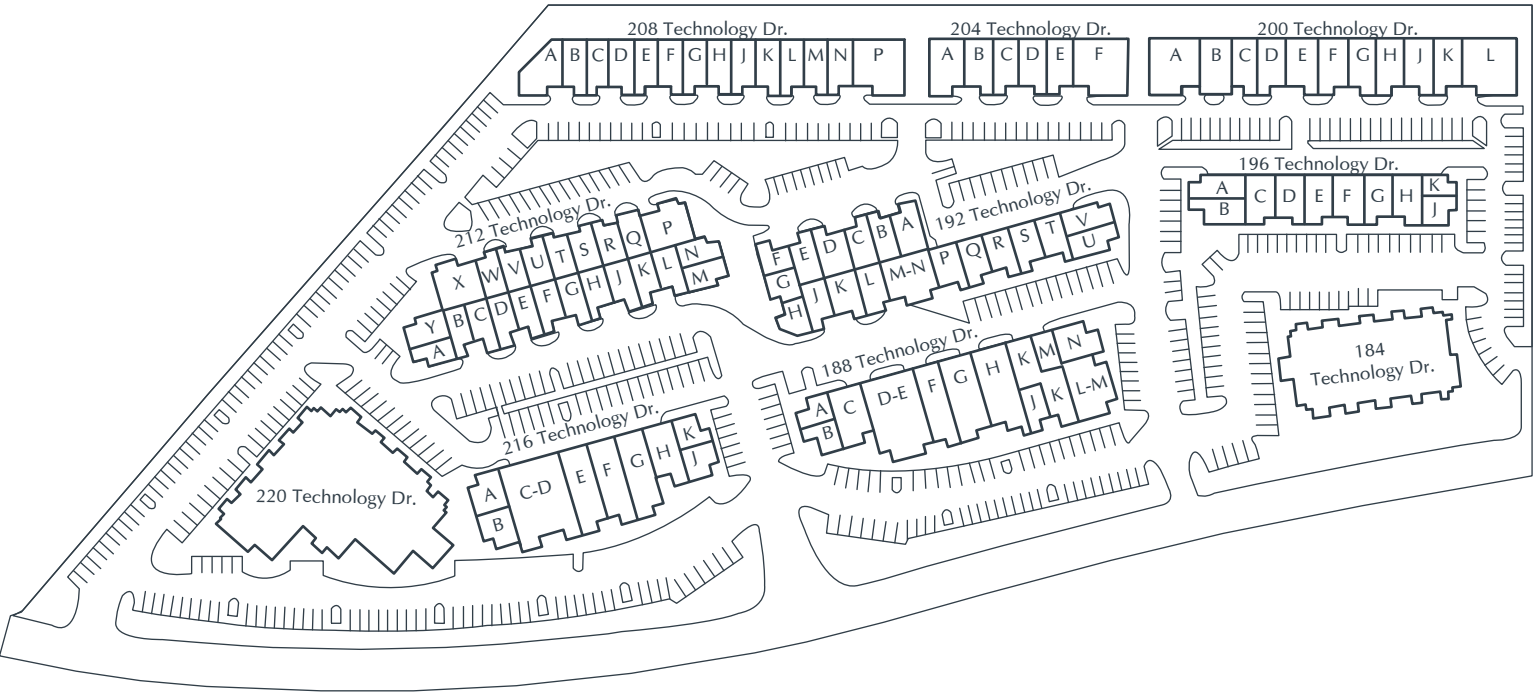 208 Technology Dr.
A B C D E F G H J K L M N P
204 Technology Dr.
A B C D E F
200 Technology Dr.
A B C D E F G H J K L
196 Technology Dr.
A C D E F G H K
B J
192 Technology Dr.
F E D C B A
G
H J K L M-N P Q R S T V
U
212 Technology Dr.
X W V U T S R Q P
Y B C D E F G H J K L N
A M
188 Technology Dr.
A C D-E F G H K M N
B J K L-M
184
Technology Dr.
216 Technology Dr.
A C-D E F G H K
B J
220 Technology Dr.